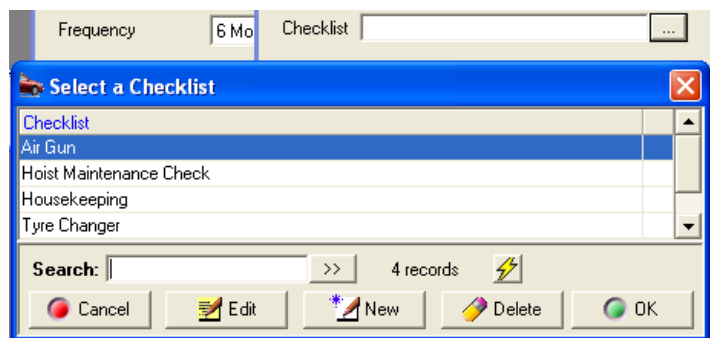 Frequency 6 Mo Checklist ...
Select a Checklist
Checklist
Air Gun
Hoist Maintenance Check
Housekeeping
Tyre Changer
Search: >> 4 records
Cancel Edit New Delete OK